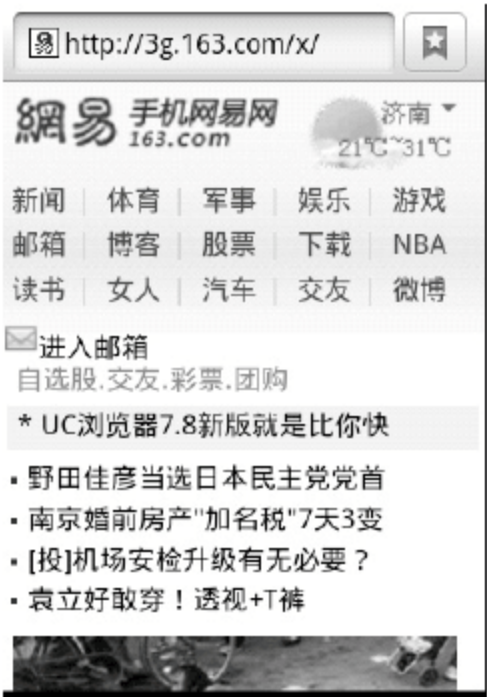 http://3g.163.com/x/
網易 手机网易网 济南
163.com 21℃~31℃
新闻 体育 军事 娱乐 游戏
邮箱 博客 股票 下载 NBA
读书 女人 汽车 交友 微博
进入邮箱
自选股.交友.彩票.团购
* UC浏览器7.8新版就是比你快
野田佳彦当选日本民主党党首
南京婚前房产"加名税"7天3变
[投]机场安检升级有无必要？
袁立好敢穿！透视+T裤